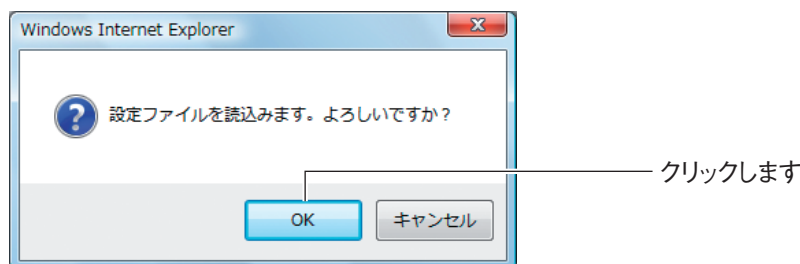 Windows Internet Explorer
設定ファイルを読込みます。よろしいですか?
クリックします
OK
キャンセル